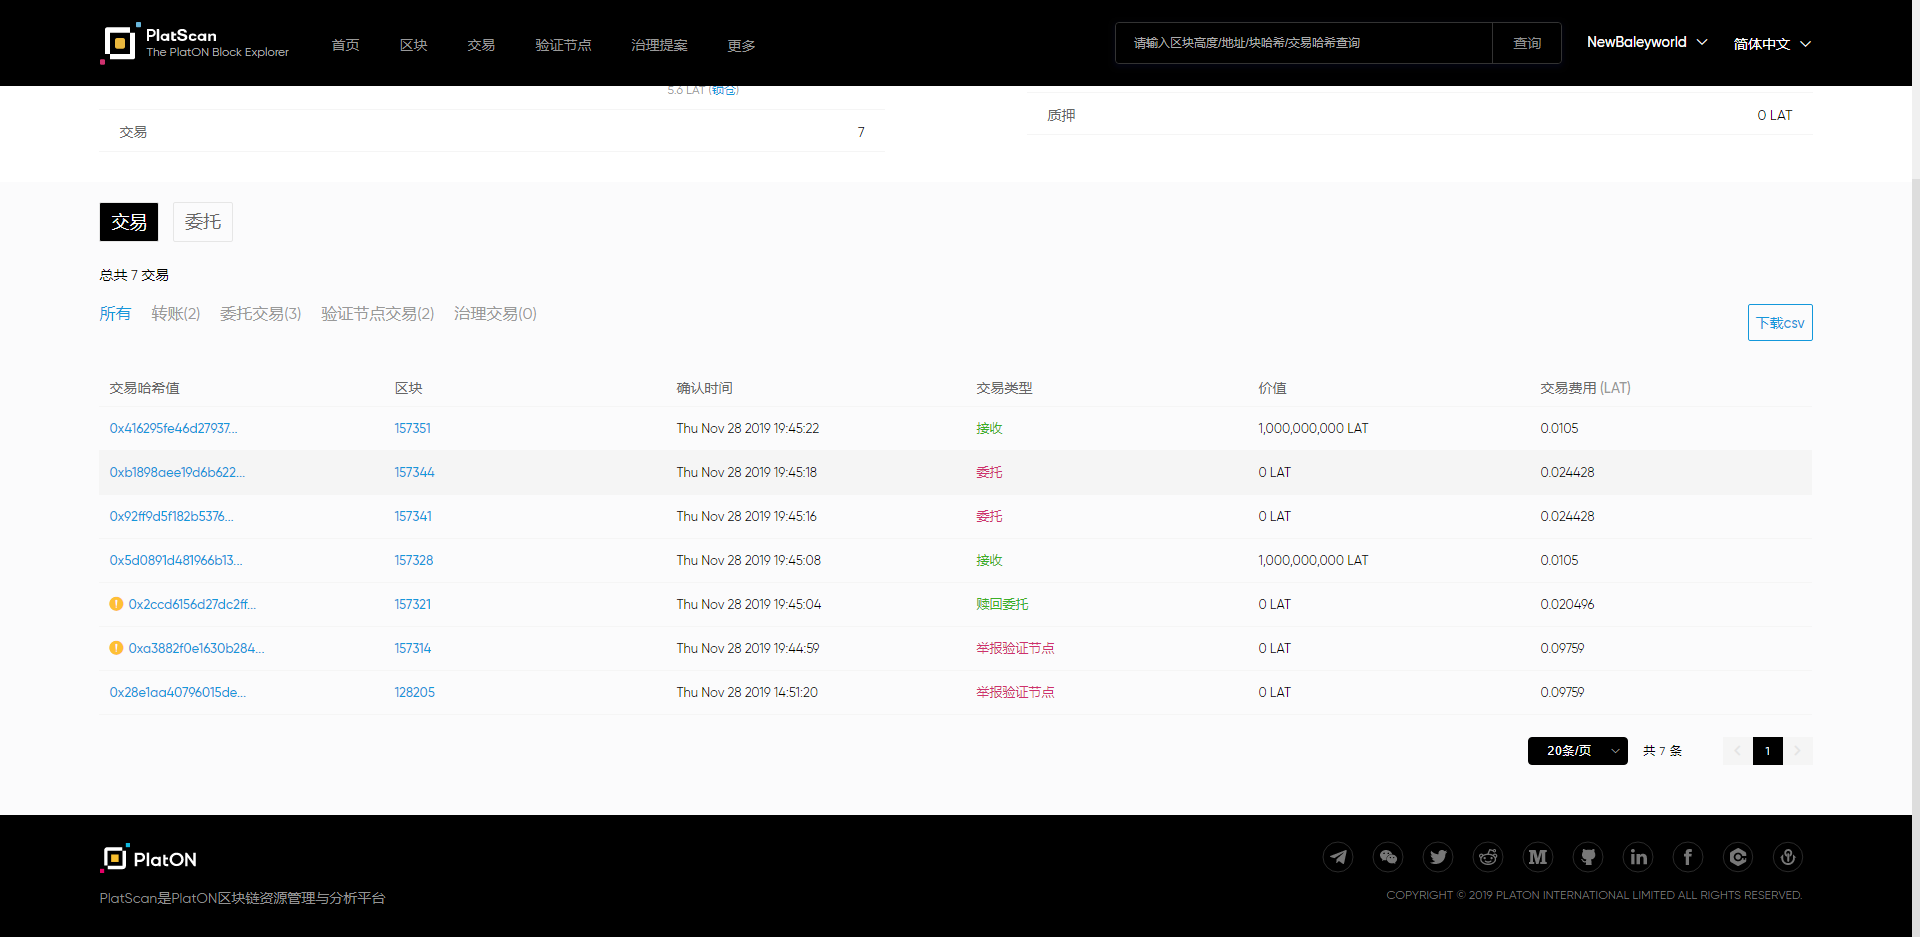 PlatScan
The PlatON Block Explorer
首页 区块 交易 验证节点 治理提案 更多
请输入区块高度/地址/块哈希/交易哈希查询 查询
NewBaleyworld 简体中文
5.6 LAT (锁仓)
交易 7
质押 0 LAT
交易 委托
总共 7 交易
所有 转账(2) 委托交易(3) 验证节点交易(2) 治理交易(0)
下载csv
交易哈希值 区块 确认时间 交易类型 价值 交易费用 (LAT)
0x416295fe46d27937... 157351 Thu Nov 28 2019 19:45:22 接收 1,000,000,000 LAT 0.0105
0xb1898aee19d6b622... 157344 Thu Nov 28 2019 19:45:18 委托 0 LAT 0.024428
0x92ff9d5f182b5376... 157341 Thu Nov 28 2019 19:45:16 委托 0 LAT 0.024428
0x5d0891d481966b13... 157328 Thu Nov 28 2019 19:45:08 接收 1,000,000,000 LAT 0.0105
0x2ccd6156d27dc2ff... 157321 Thu Nov 28 2019 19:45:04 赎回委托 0 LAT 0.020496
0xa3882f0e1630b284... 157314 Thu Nov 28 2019 19:44:59 举报验证节点 0 LAT 0.09759
0x28e1aa40796015de... 128205 Thu Nov 28 2019 14:51:20 举报验证节点 0 LAT 0.09759
20条/页 共 7 条 1
PlatON
PlatScan是PlatON区块链资源管理与分析平台
COPYRIGHT © 2019 PLATON INTERNATIONAL LIMITED ALL RIGHTS RESERVED.